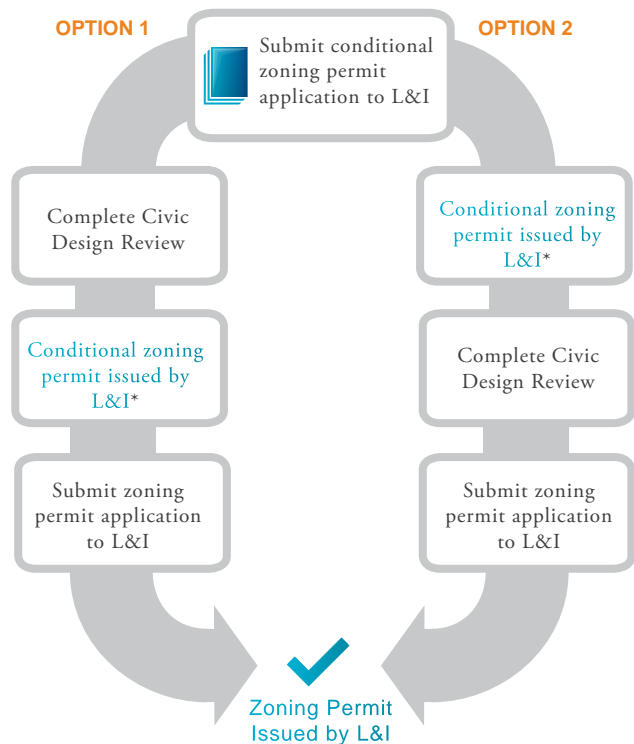 OPTION 1
Submit conditional
zoning permit
application to L&I
OPTION 2
Complete Civic
Design Review
Conditional zoning
permit issued by
L&I*
Submit zoning
permit application
to L&I
Conditional zoning
permit issued by
L&I*
Complete Civic
Design Review
Submit zoning
permit application
to L&I
Zoning Permit
Issued by L&I